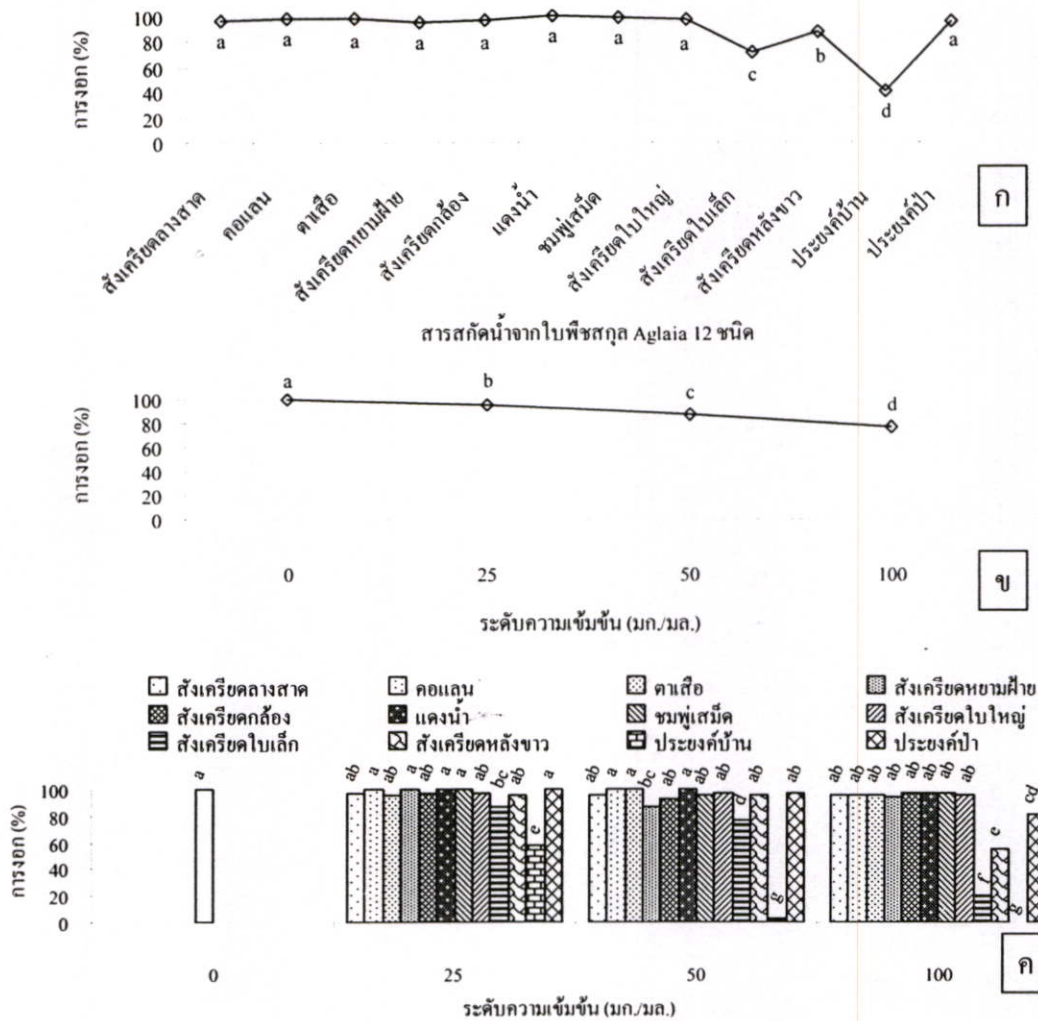 การงอก (%)
100
80
60
40
20
0
a a a a a a a a c b d a
สังเครียดลางสาด
คอแลน
ตาเสือ
สังเครียดหยามฝ้าย
สังเครียดกล้อง
แดงน้ำ
ชมพู่เสม็ด
สังเครียดใบใหญ่
สังเครียดใบเล็ก
สังเครียดหลังขาว
ประยงค์บ้าน
ประยงค์ป่า
ก
สารสกัดน้ำจากใบพืชสกุล Aglaia 12 ชนิด
การงอก (%)
100
80
60
40
20
0
a b c d
0 25 50 100
ข
ระดับความเข้มข้น (มก./มล.)
สังเครียดลางสาด คอแลน ตาเสือ สังเครียดหยามฝ้าย
สังเครียดกล้อง แดงน้ำ ชมพู่เสม็ด สังเครียดใบใหญ่
สังเครียดใบเล็ก สังเครียดหลังขาว ประยงค์บ้าน ประยงค์ป่า
การงอก (%)
100
80
60
40
20
0
a
ab a ab a ab a a ab bc ab e a
ab a a bc ab a ab ab d ab g ab
ab ab ab ab ab ab ab ab f e g cd
0 25 50 100
ค
ระดับความเข้มข้น (มก./มล.)